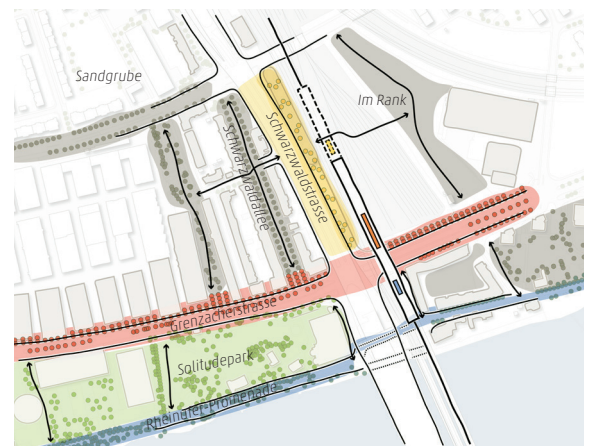 Sandgrube
Im Rank
Schwarzwaldallee
Schwarzwaldstrasse
Grenzacherstrasse
Solitudepark
Rheinufer-Promenade